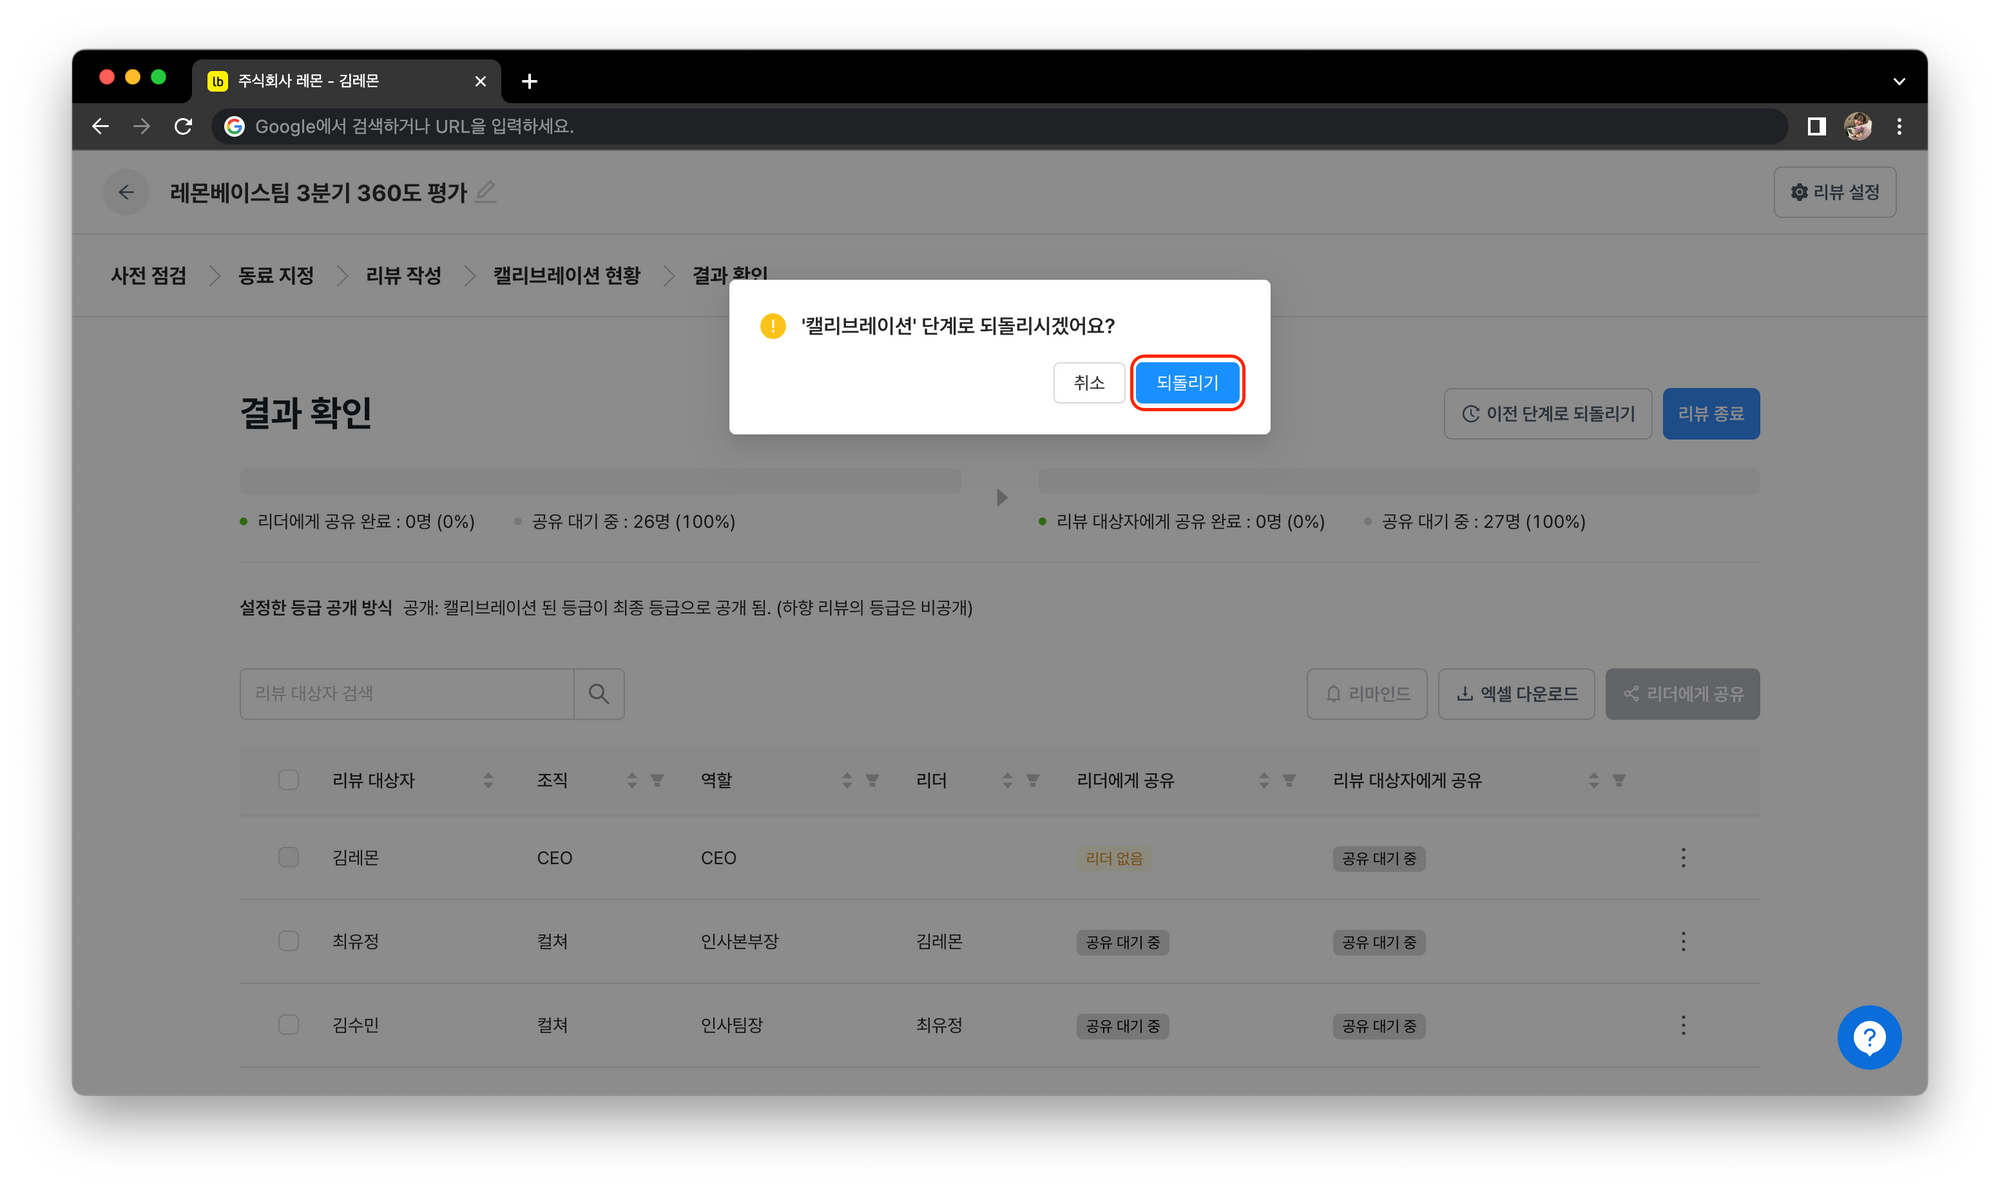 lb 주식회사 레몬 - 김레몬
Google에서 검색하거나 URL을 입력하세요.
레몬베이스팀 3분기 360도 평가
리뷰 설정
사전 점검 동료 지정 리뷰 작성 캘리브레이션 현황 결과 확인
'캘리브레이션' 단계로 되돌리시겠어요?
취소 되돌리기
결과 확인
이전 단계로 되돌리기 리뷰 종료
리더에게 공유 완료 : 0명 (0%) 공유 대기 중 : 26명 (100%) 리뷰 대상자에게 공유 완료 : 0명 (0%) 공유 대기 중 : 27명 (100%)
설정한 등급 공개 방식 공개: 캘리브레이션 된 등급이 최종 등급으로 공개 됨. (하향 리뷰의 등급은 비공개)
리뷰 대상자 검색 리마인드 엑셀 다운로드 리더에게 공유
리뷰 대상자 조직 역할 리더 리더에게 공유 리뷰 대상자에게 공유
김레몬 CEO CEO 리더 없음 공유 대기 중
최유정 컬쳐 인사본부장 김레몬 공유 대기 중 공유 대기 중
김수민 컬쳐 인사팀장 최유정 공유 대기 중 공유 대기 중